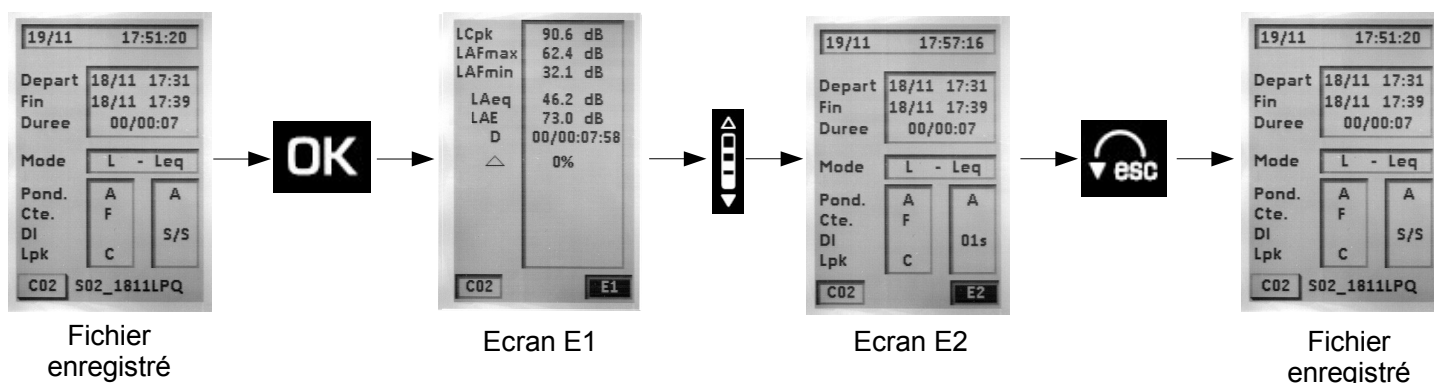 19/11 17:51:20
Depart 18/11 17:31
Fin 18/11 17:39
Duree 00/00:07
Mode L - Leq
Pond. A A
Cte. F
DI S/S
Lpk C
C02 S02_1811LPQ
Fichier
enregistré
OK
LCpk 90.6 dB
LAFmax 62.4 dB
LAFmin 32.1 dB
LAeq 46.2 dB
LAE 73.0 dB
D 00/00:07:58
0%
C02 E1
Ecran E1
19/11 17:57:16
Depart 18/11 17:31
Fin 18/11 17:39
Duree 00/00:07
Mode L - Leq
Pond. A A
Cte. F
DI 01s
Lpk C
C02 E2
Ecran E2
esc
19/11 17:51:20
Depart 18/11 17:31
Fin 18/11 17:39
Duree 00/00:07
Mode L - Leq
Pond. A A
Cte. F
DI S/S
Lpk C
C02 S02_1811LPQ
Fichier
enregistré